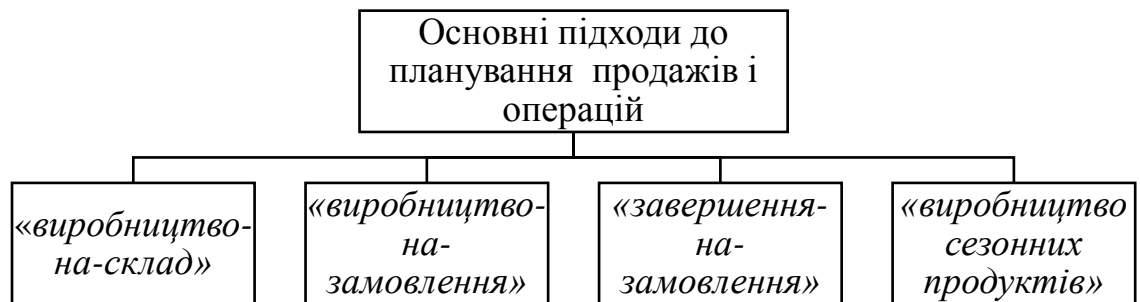 Основні підходи до
планування продажів і
операцій
«виробництво-
на-склад»
«виробництво-
на-
замовлення»
«завершення-
на-
замовлення»
«виробництво
сезонних
продуктів»